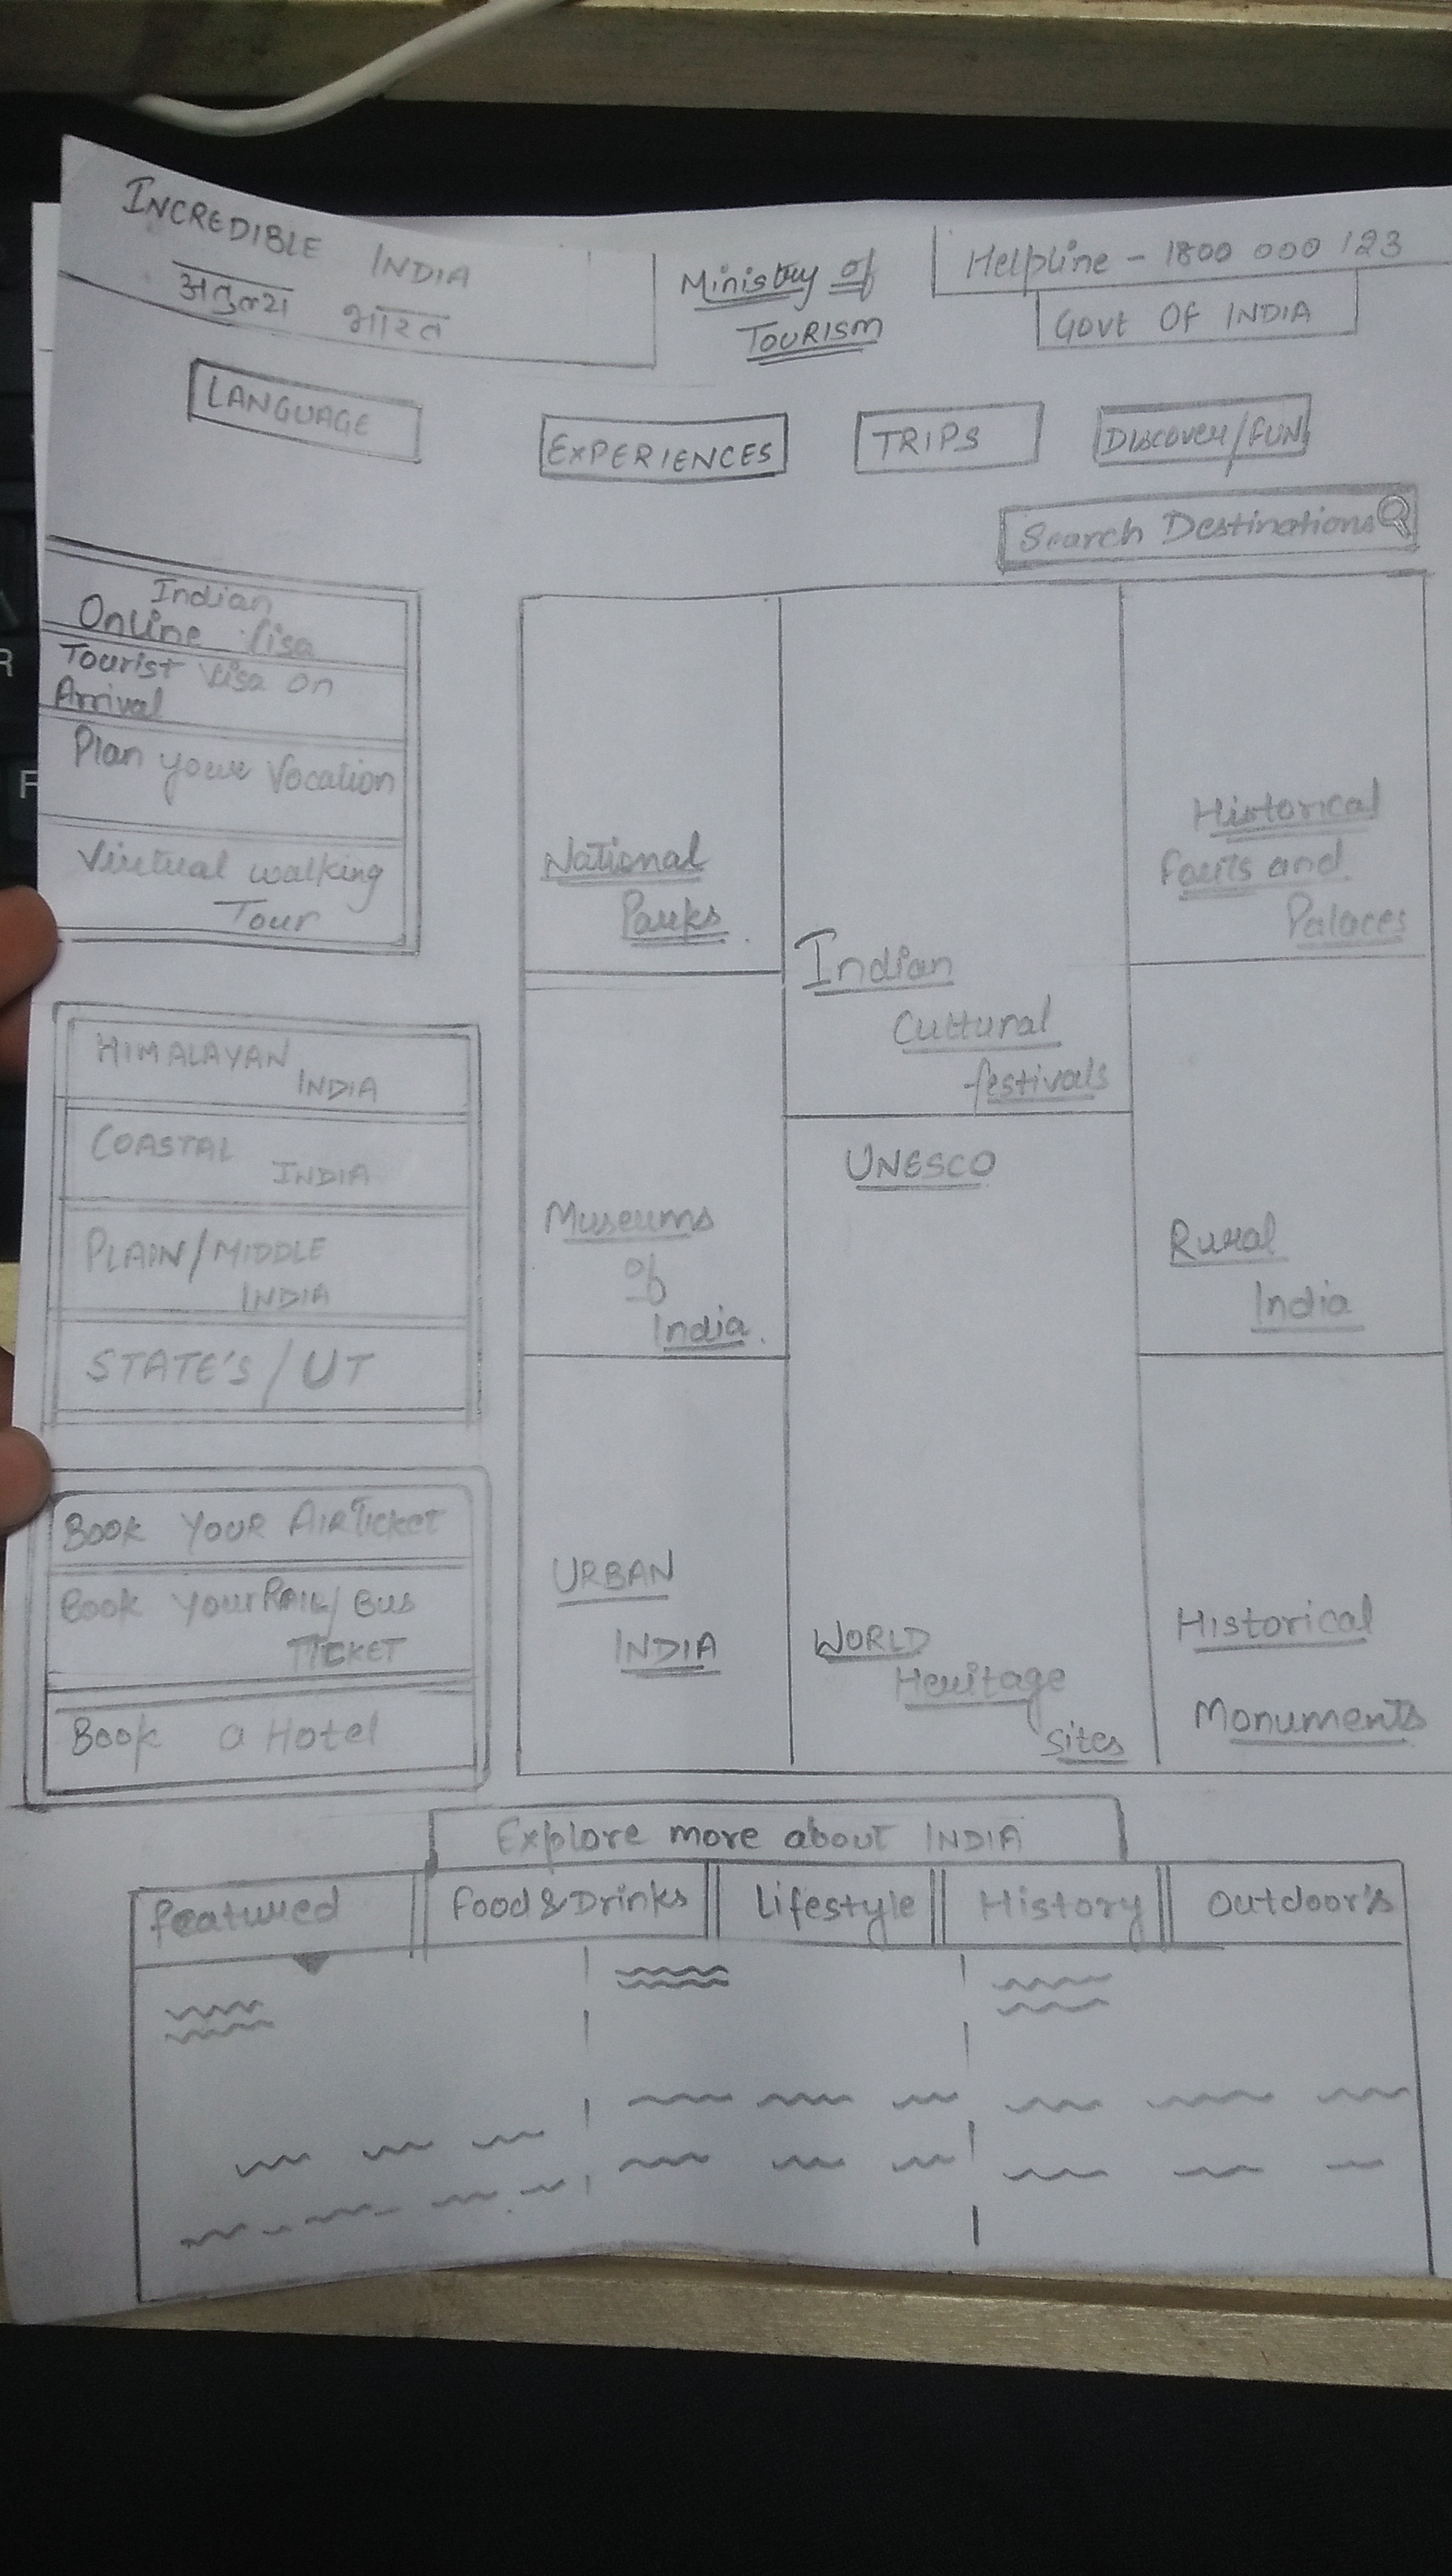 INCREDIBLE INDIA
अतुल्य भारत
Ministry of
TOURISM
Helpline - 1800 000 123
Govt OF INDIA
LANGUAGE
EXPERIENCES
TRIPS
DISCOVER/FUN
Search Destinations
Indian
Online Visa
Tourist Visa on
Arrival
Plan your Vocation
Virtual walking
Tour
HIMALAYAN
INDIA
COASTAL
INDIA
PLAIN/MIDDLE
INDIA
STATE'S / UT
BOOK YOUR AIRTICKET
Book your RAIL/ BUS
TICKET
Book a Hotel
National
Parks
Museums
of
India.
URBAN
INDIA
Indian
Cultural
festivals
UNESCO
WORLD
Heritage
Sites
Historical
Forts and
Palaces
Rural
India
Historical
Monuments
Explore more about INDIA
featured
Food & Drinks
Lifestyle
History
Outdoor's
R
F